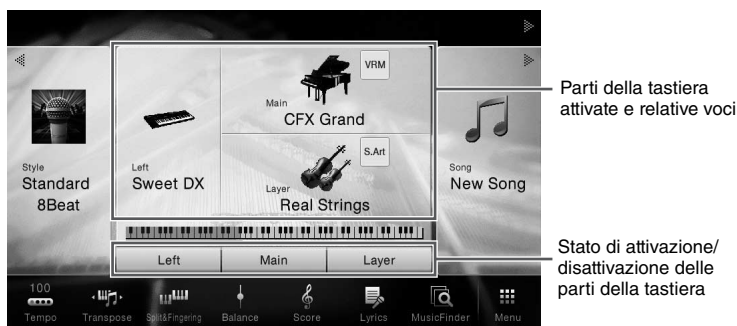 VRM
Main
CFX Grand
Style
Standard
8Beat
Left
Sweet DX
S.Art
Layer
Real Strings
Song
New Song
Left
Main
Layer
100
Tempo
Transpose
Split&Fingering
Balance
Score
Lyrics
MusicFinder
Menu
Parti della tastiera
attivate e relative voci
Stato di attivazione/
disattivazione delle
parti della tastiera